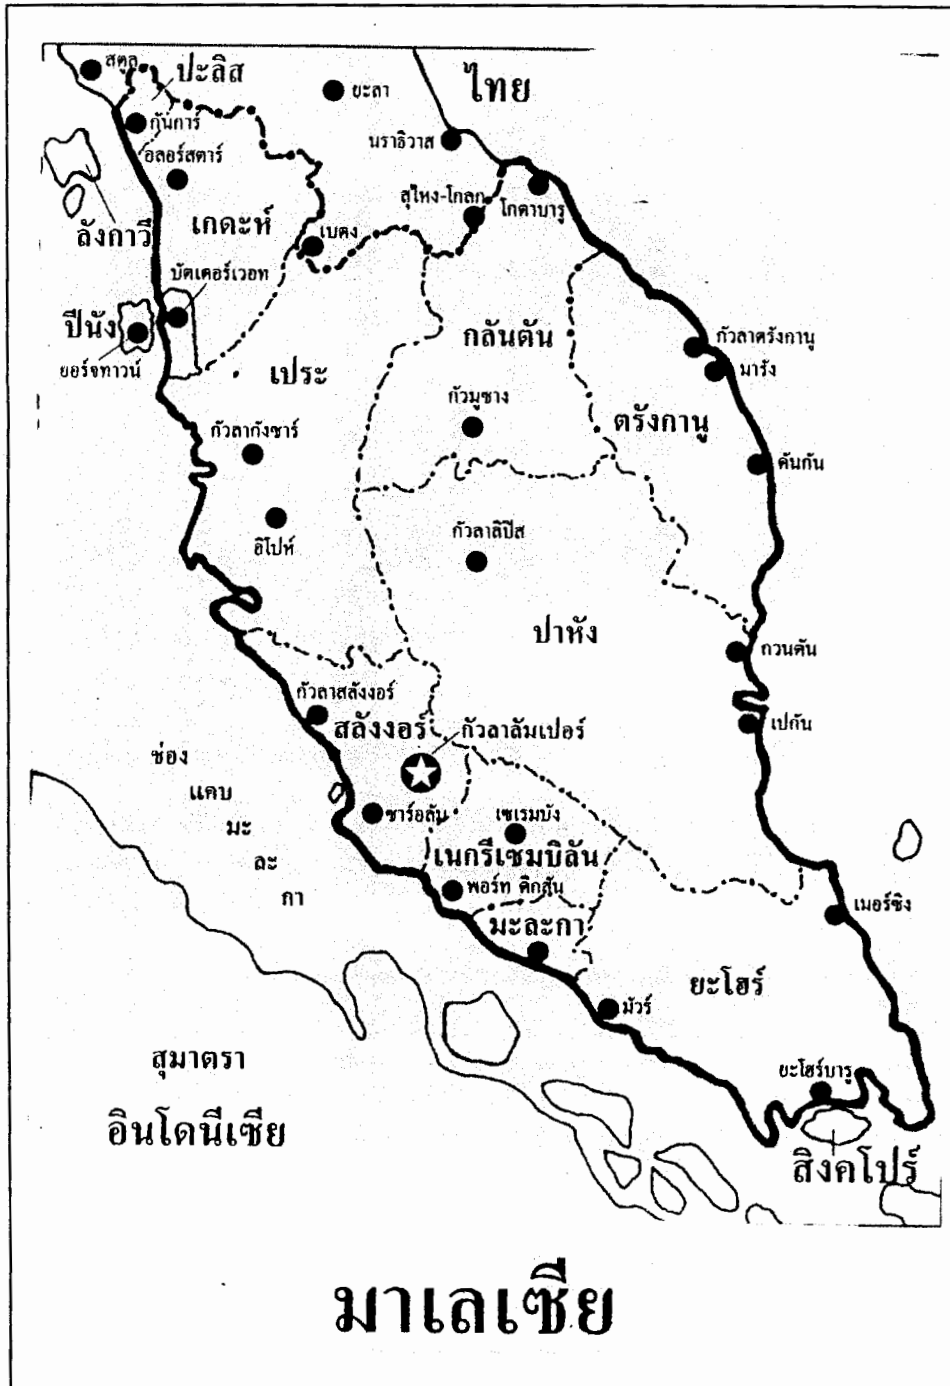 สตูล
ปะลิส
ไทย
ยะลา
กันการ์
นราธิวาส
อลอร์สตาร์
สุไหง-โกลก
โกตาบารู
เกดะห์
ลังกาวี
เบตง
บัตเตอร์เวอท
ปีนัง
กลันตัน
กัวลาตรังกานู
ยอร์จทาวน์
เประ
มารัง
กัวมูซาง
ตรังกานู
กัวลากังซาร์
ดันกัน
กัวลาลิปีส
อิโปห์
ปาหัง
กวนตัน
กัวลาสลังงอร์
สลังงอร์
กัวลาลัมเปอร์
เปกัน
ช่อง
แคบ
มะ
ละ
กา
ชาร์อลัม
เซเรมบัง
เนกรีเซมบิลัน
พอร์ท ดิกสัน
มะละกา
เมอร์ซิง
ยะโฮร์
มัวร์
สุมาตรา
ยะโฮร์บารู
อินโดนีเซีย
สิงคโปร์
มาเลเซีย